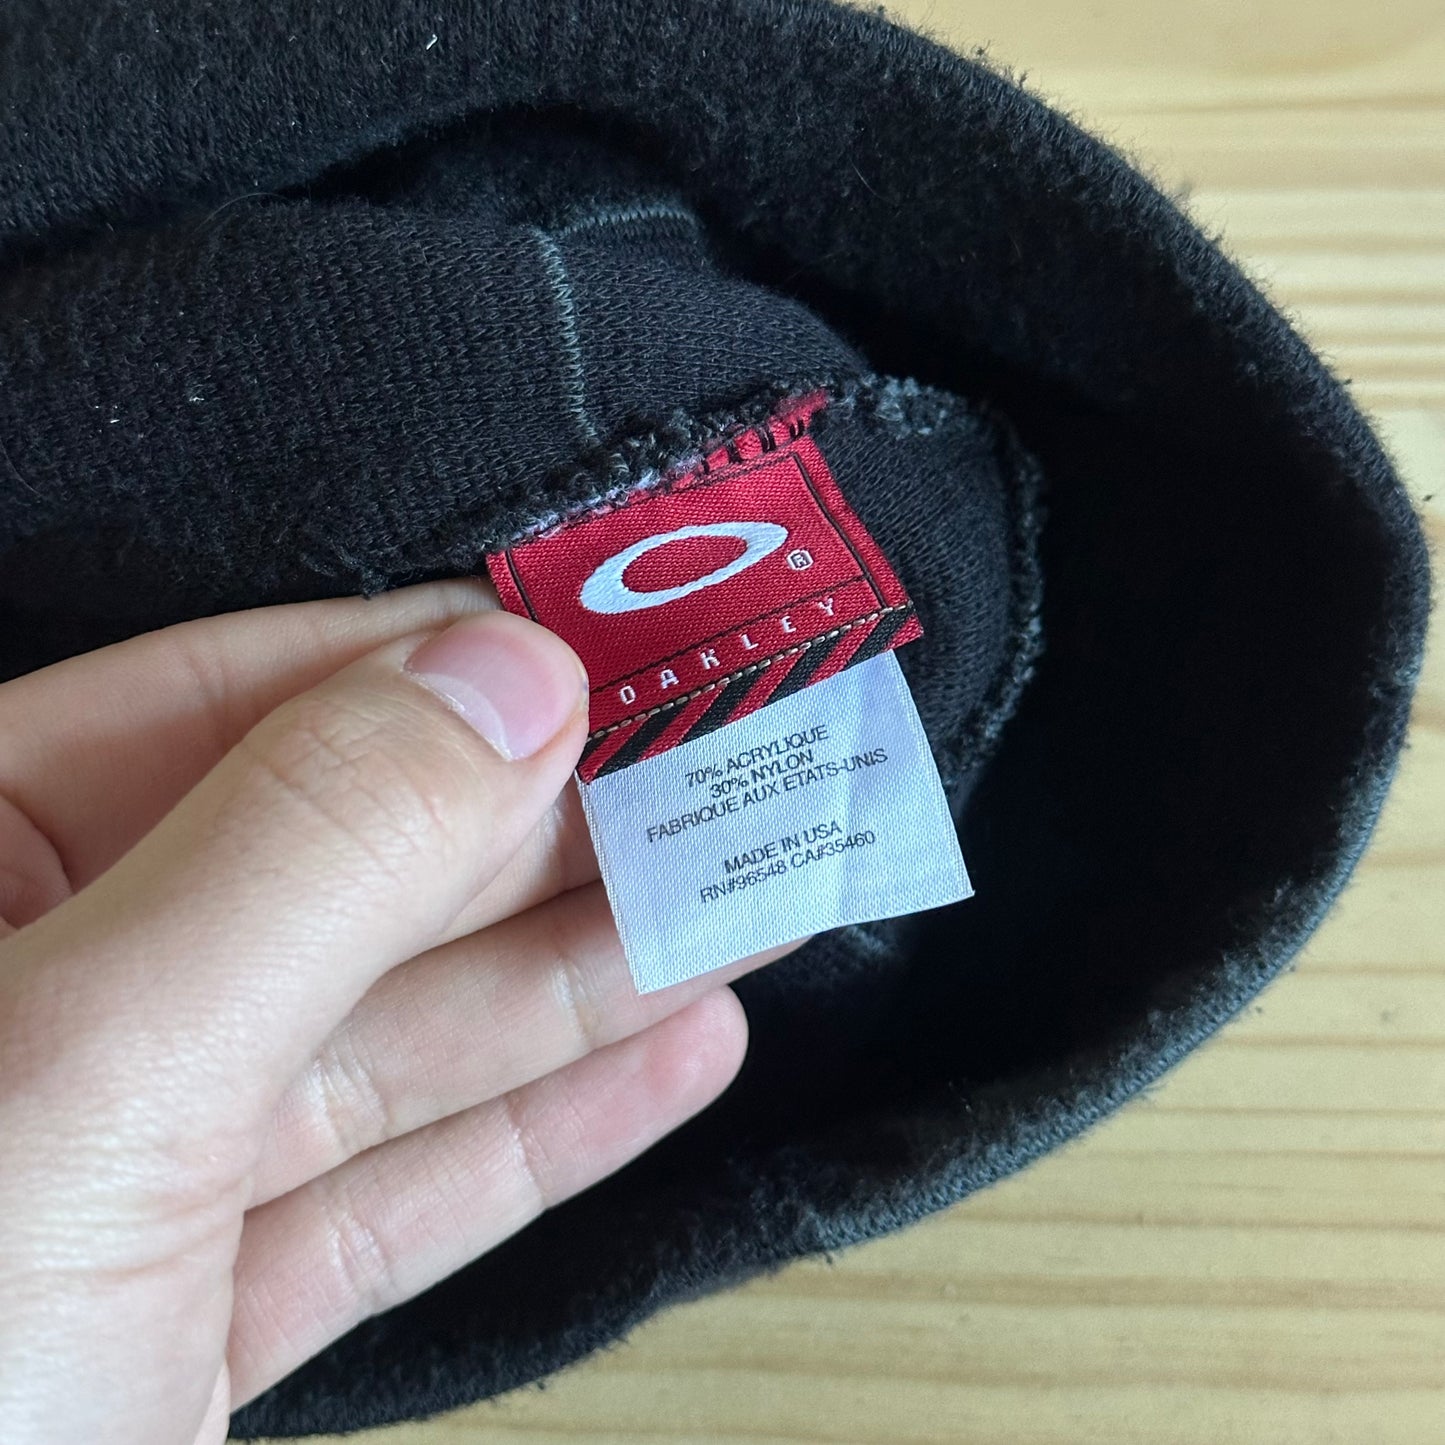 ®
OAKLEY
70% ACRYLIQUE
30% NYLON
FABRIQUE AUX ETATS-UNIS
MADE IN USA
RN#96548 CA#35460